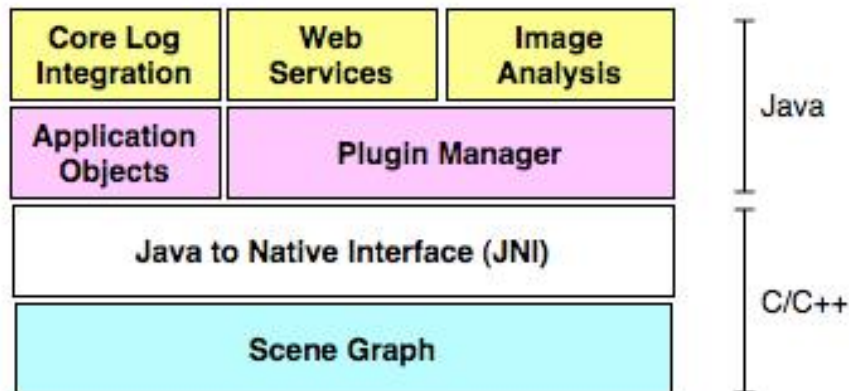 Core Log
Integration
Web
Services
Image
Analysis
Java
Application
Objects
Plugin Manager
Java to Native Interface (JNI)
C/C++
Scene Graph